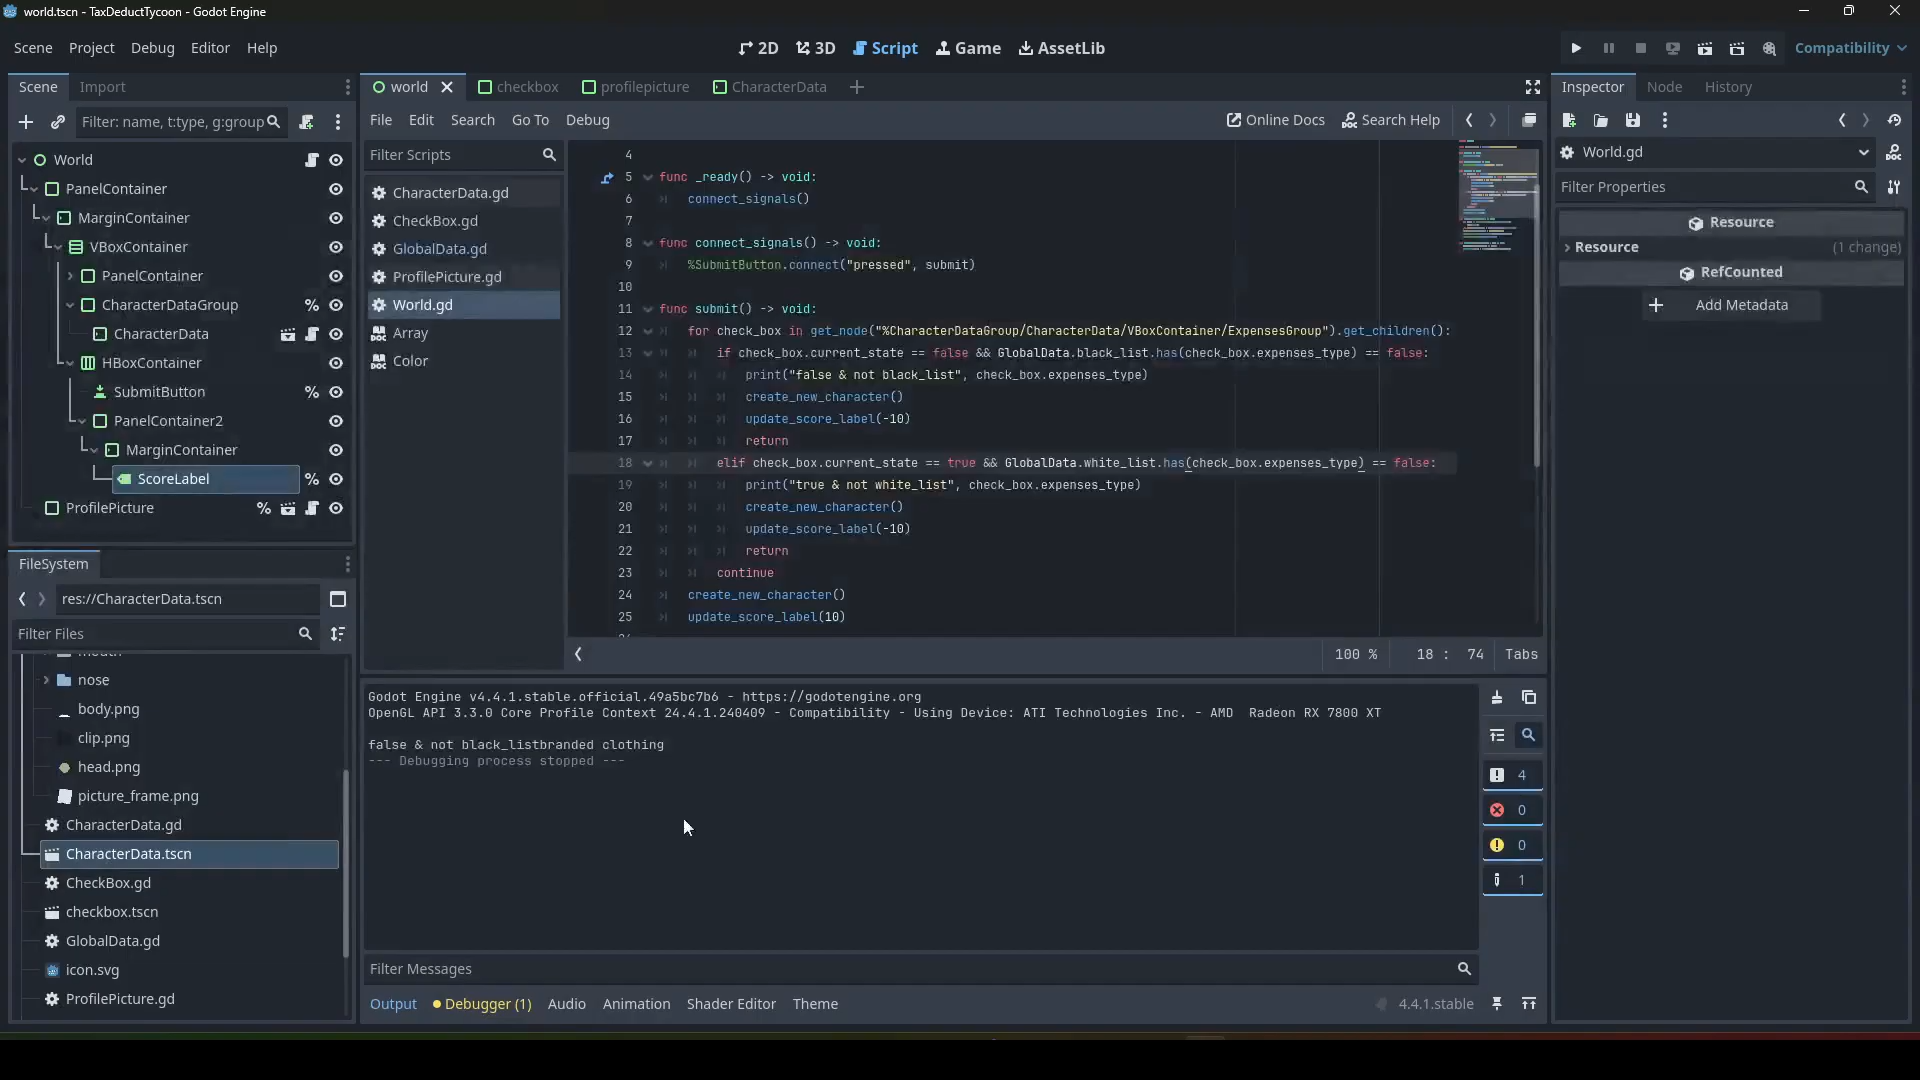 world.tscn - TaxDeductTycoon - Godot Engine
Scene Project Debug Editor Help
2D 3D Script Game AssetLib
Compatibility
Scene Import
Filter: name, t:type, g:group
World
PanelContainer
MarginContainer
VBoxContainer
PanelContainer
CharacterDataGroup
CharacterData
HBoxContainer
SubmitButton
PanelContainer2
MarginContainer
ScoreLabel
ProfilePicture
FileSystem
res://CharacterData.tscn
Filter Files
nose
body.png
clip.png
head.png
picture_frame.png
CharacterData.gd
CharacterData.tscn
CheckBox.gd
checkbox.tscn
GlobalData.gd
icon.svg
ProfilePicture.gd
world checkbox profilepicture CharacterData
File Edit Search Go To Debug
Online Docs Search Help
Filter Scripts
CharacterData.gd
CheckBox.gd
GlobalData.gd
ProfilePicture.gd
World.gd
Array
Color
4
5 func _ready() -> void:
6 connect_signals()
7
8 func connect_signals() -> void:
9 %SubmitButton.connect("pressed", submit)
10
11 func submit() -> void:
12 for check_box in get_node("%CharacterDataGroup/CharacterData/VBoxContainer/ExpensesGroup").get_children():
13 if check_box.current_state == false && GlobalData.black_list.has(check_box.expenses_type) == false:
14 print("false & not black_list", check_box.expenses_type)
15 create_new_character()
16 update_score_label(-10)
17 return
18 elif check_box.current_state == true && GlobalData.white_list.has(check_box.expenses_type) == false:
19 print("true & not white_list", check_box.expenses_type)
20 create_new_character()
21 update_score_label(-10)
22 return
23 continue
24 create_new_character()
25 update_score_label(10)
100 % 18 : 74 Tabs
Godot Engine v4.4.1.stable.official.49a5bc7b6 - https://godotengine.org
OpenGL API 3.3.0 Core Profile Context 24.4.1.240409 - Compatibility - Using Device: ATI Technologies Inc. - AMD Radeon RX 7800 XT
false & not black_listbranded clothing
--- Debugging process stopped ---
4
0
0
1
Filter Messages
Output Debugger (1) Audio Animation Shader Editor Theme
4.4.1.stable
Inspector Node History
World.gd
Filter Properties
Resource
Resource (1 change)
RefCounted
Add Metadata